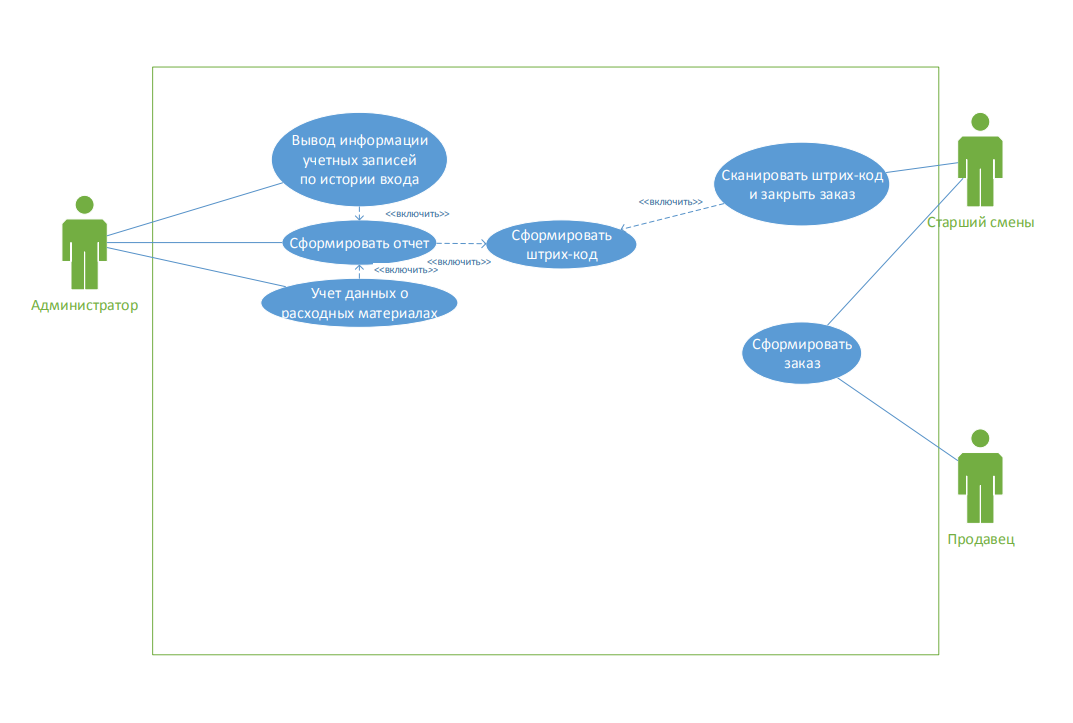 Вывод информации
учетных записей
по истории входа
Сканировать штрих-код
и закрыть заказ
<<включить>>
<<включить>>
Старший смены
Сформировать отчет
Сформировать
штрих-код
<<включить>>
<<включить>>
Учет данных о
расходных материалах
Администратор
Сформировать
заказ
Продавец